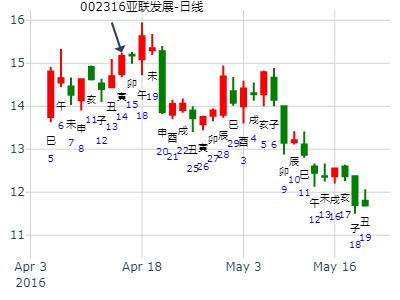 002316亚联发展-日线
16
15
14
13
12
11
巳 午 未 申 亥 子 丑 寅 卯 午 未 申 酉 戌 丑 寅 卯 辰 巳 酉 戌 亥 子 卯 辰 巳 午 未 戌 亥 子 丑
5 6 7 8 11 12 13 14 15 18 19 20 21 22 25 26 27 28 29 3 4 5 6 9 10 11 12 13 16 17 18 19
Apr 3 Apr 18 May 3 May 16
2016